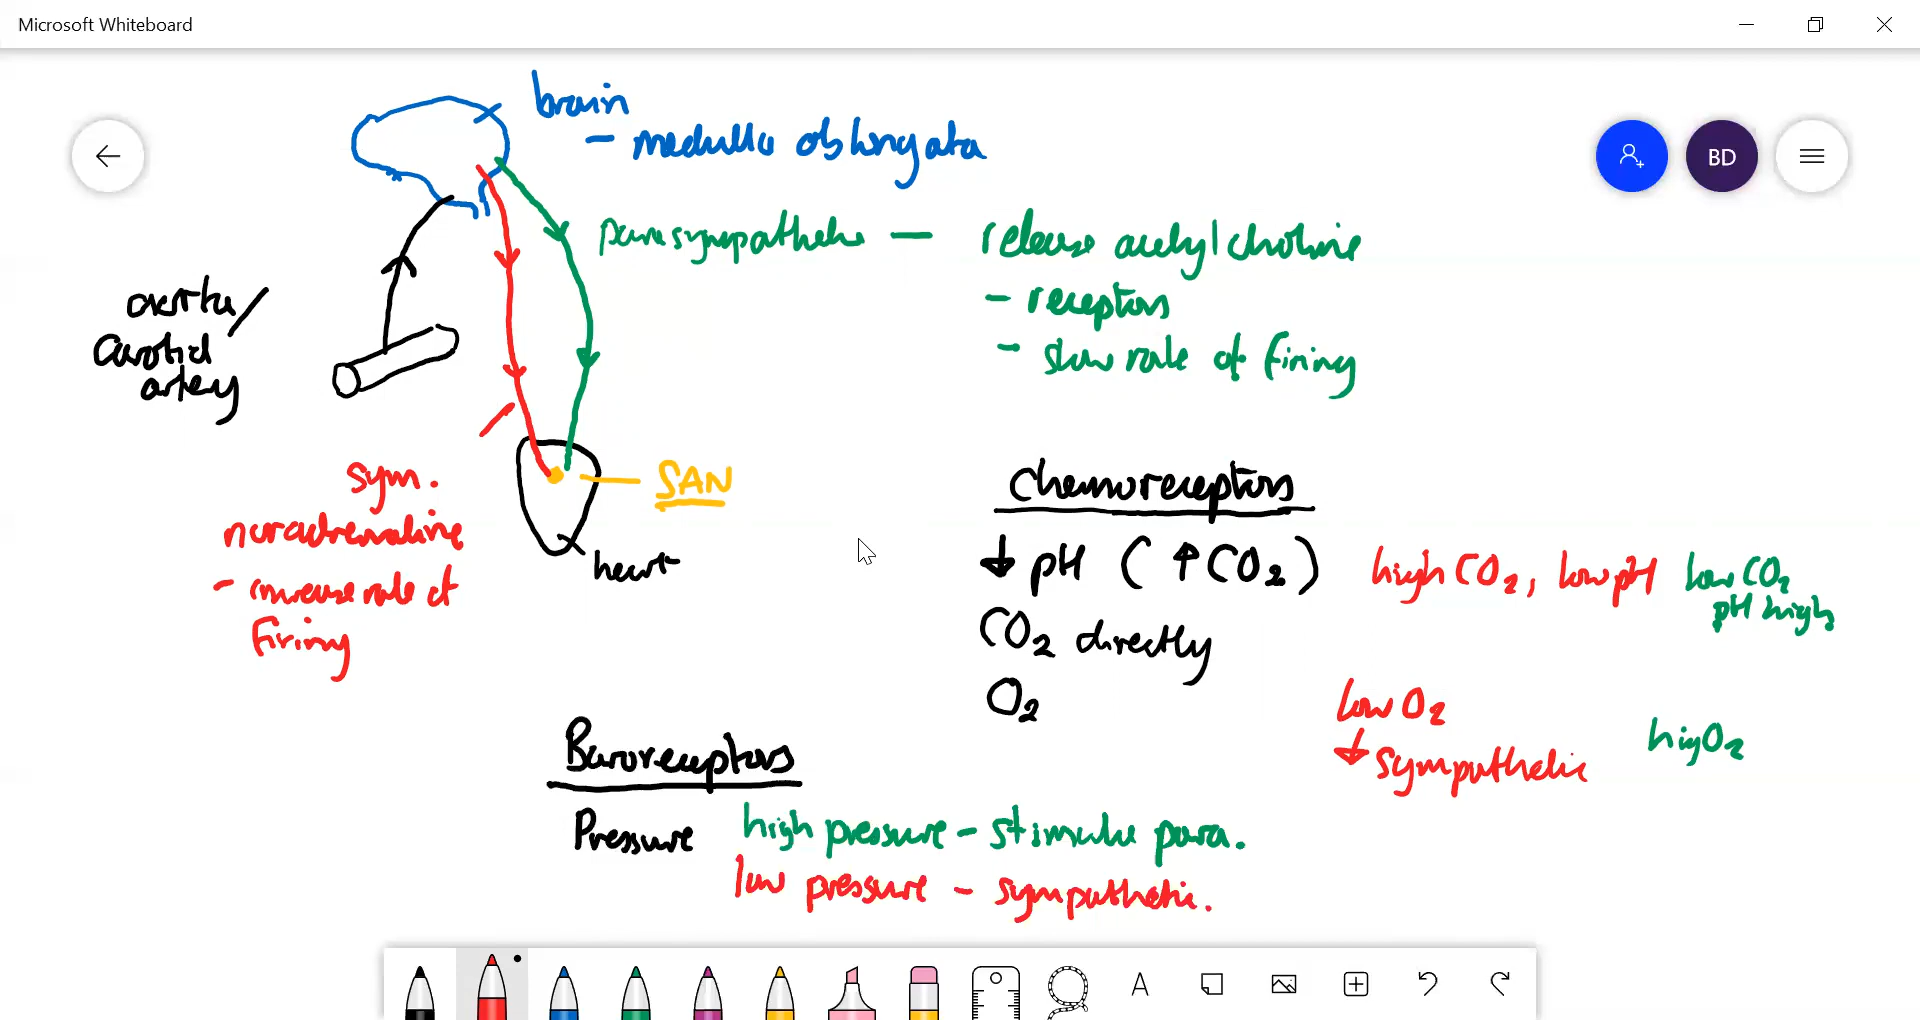 Microsoft Whiteboard
brain
- medulla oblongata
BD
parasympathetic — release acetylcholine
- receptors
- slow rate of firing
aorta/
Carotid
artery
sym.
noradrenaline
- increase rate of
firing
SAN
heart
Chemoreceptors
↓ pH ( ↑ CO₂ ) high CO₂, low pH low CO₂
pH high
CO₂ directly
O₂
low O₂
↓ sympathetic
hig O₂
Baroreceptors
Pressure high pressure - stimulate para.
low pressure - sympathetic.
A